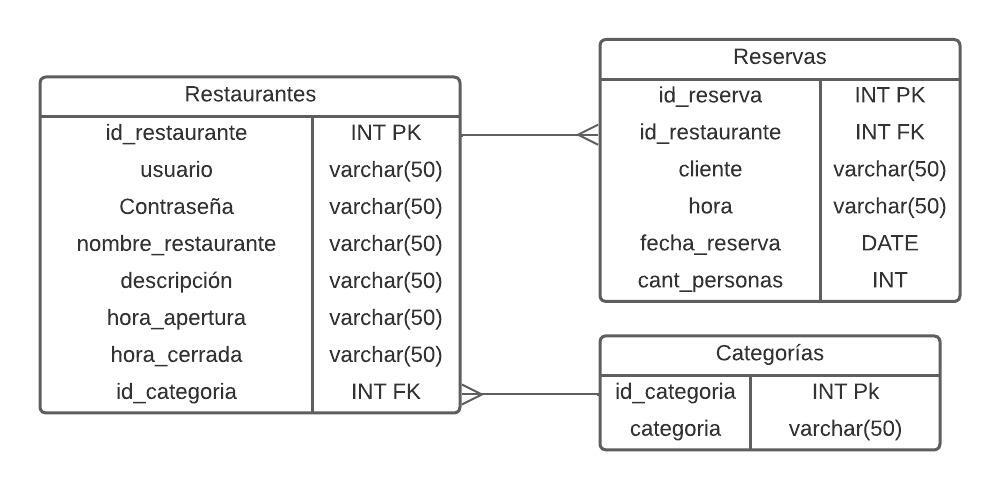 Restaurantes
id_restaurante INT PK
usuario varchar(50)
Contraseña varchar(50)
nombre_restaurante varchar(50)
descripción varchar(50)
hora_apertura varchar(50)
hora_cerrada varchar(50)
id_categoria INT FK
Reservas
id_reserva INT PK
id_restaurante INT FK
cliente varchar(50)
hora varchar(50)
fecha_reserva DATE
cant_personas INT
Categorías
id_categoria INT Pk
categoria varchar(50)